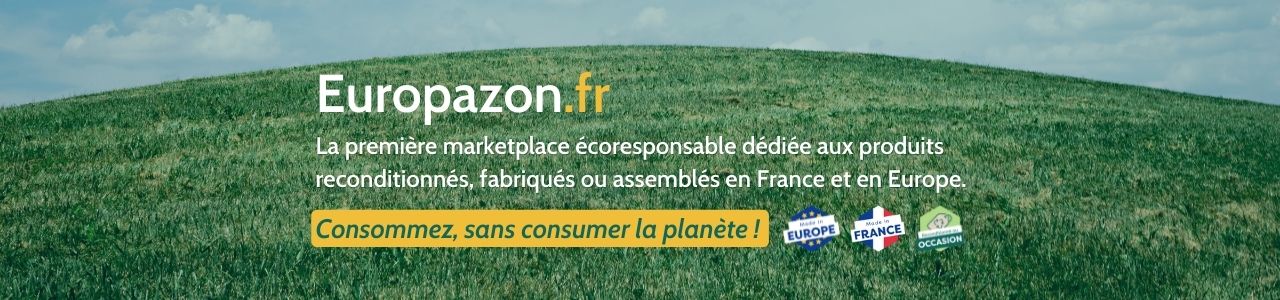 Europazon.fr
La première marketplace écoresponsable dédiée aux produits
reconditionnés, fabriqués ou assemblés en France et en Europe.
Consommez, sans consumer la planète !
Made in
EUROPE
Made in
FRANCE
OCCASION